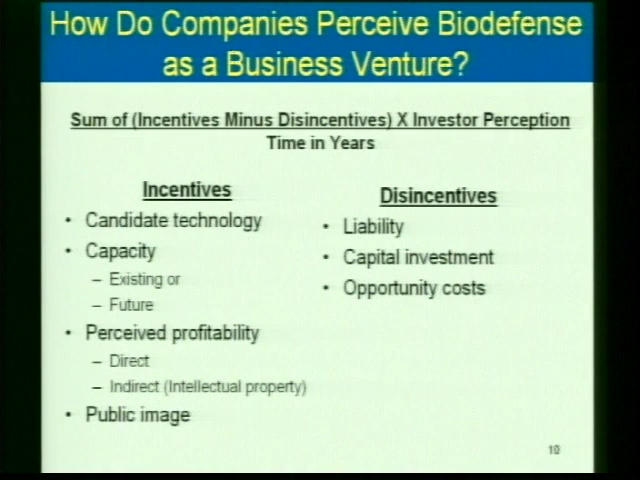 How Do Companies Perceive Biodefense
as a Business Venture?
Sum of (Incentives Minus Disincentives) X Investor Perception
Time in Years
Incentives
• Candidate technology
• Capacity
– Existing or
– Future
• Perceived profitability
– Direct
– Indirect (Intellectual property)
• Public image
Disincentives
• Liability
• Capital investment
• Opportunity costs
10